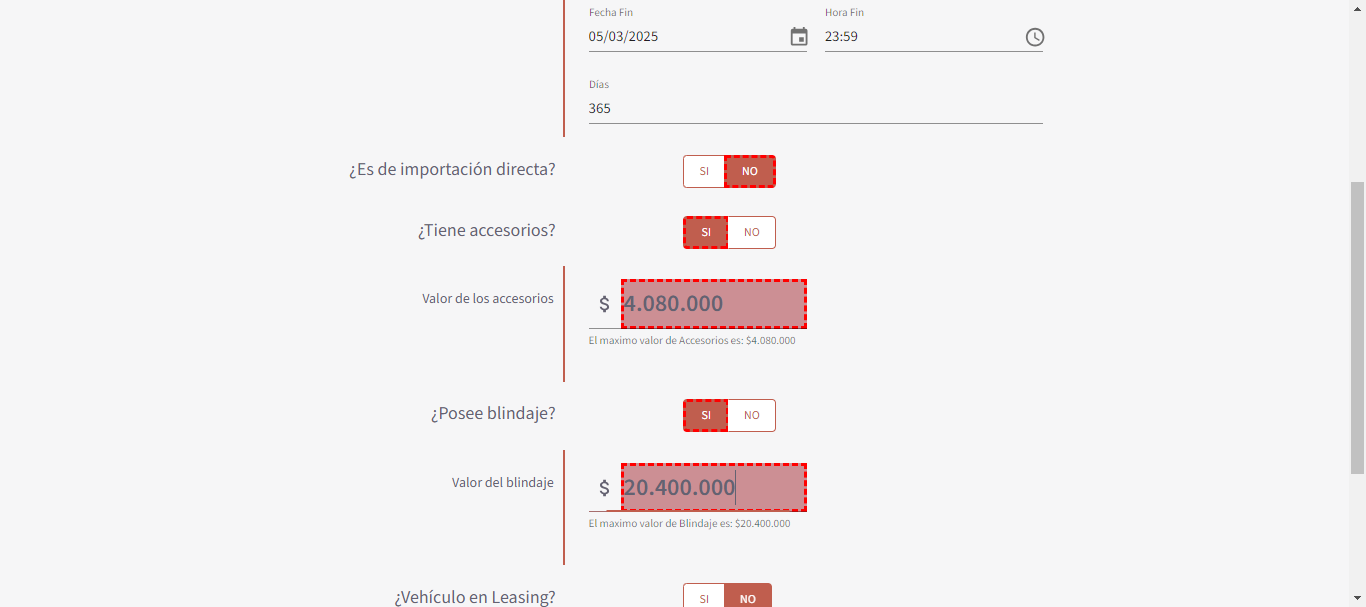 Fecha Fin
Hora Fin
05/03/2025
23:59
Días
365
¿Es de importación directa?
SI
NO
¿Tiene accesorios?
SI
NO
Valor de los accesorios
$ 4.080.000
El maximo valor de Accesorios es: $4.080.000
¿Posee blindaje?
SI
NO
Valor del blindaje
$ 20.400.000
El maximo valor de Blindaje es: $20.400.000
¿Vehículo en Leasing?
SI
NO